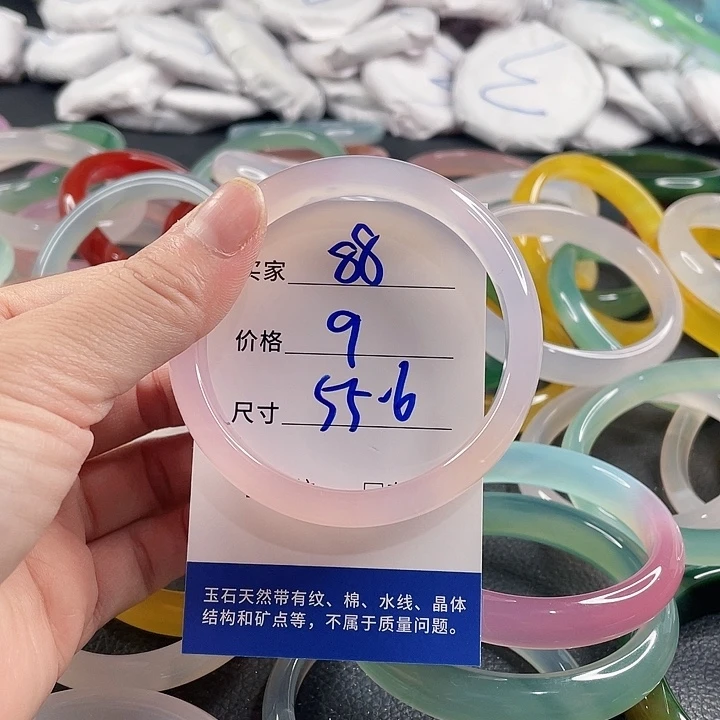 买家 88
价格 9
尺寸 55.6
玉石天然带有纹、棉、水线、晶体
结构和矿点等，不属于质量问题。